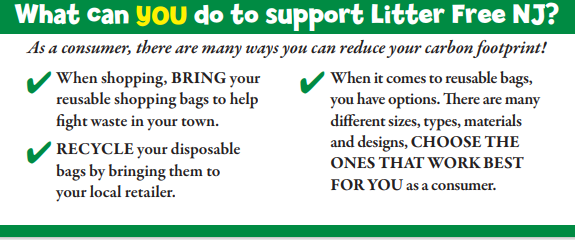 What can YOU do to support Litter Free NJ?
As a consumer, there are many ways you can reduce your carbon footprint!
When shopping, BRING your
reusable shopping bags to help
fight waste in your town.
RECYCLE your disposable
bags by bringing them to
your local retailer.
When it comes to reusable bags,
you have options. There are many
different sizes, types, materials
and designs, CHOOSE THE
ONES THAT WORK BEST
FOR YOU as a consumer.